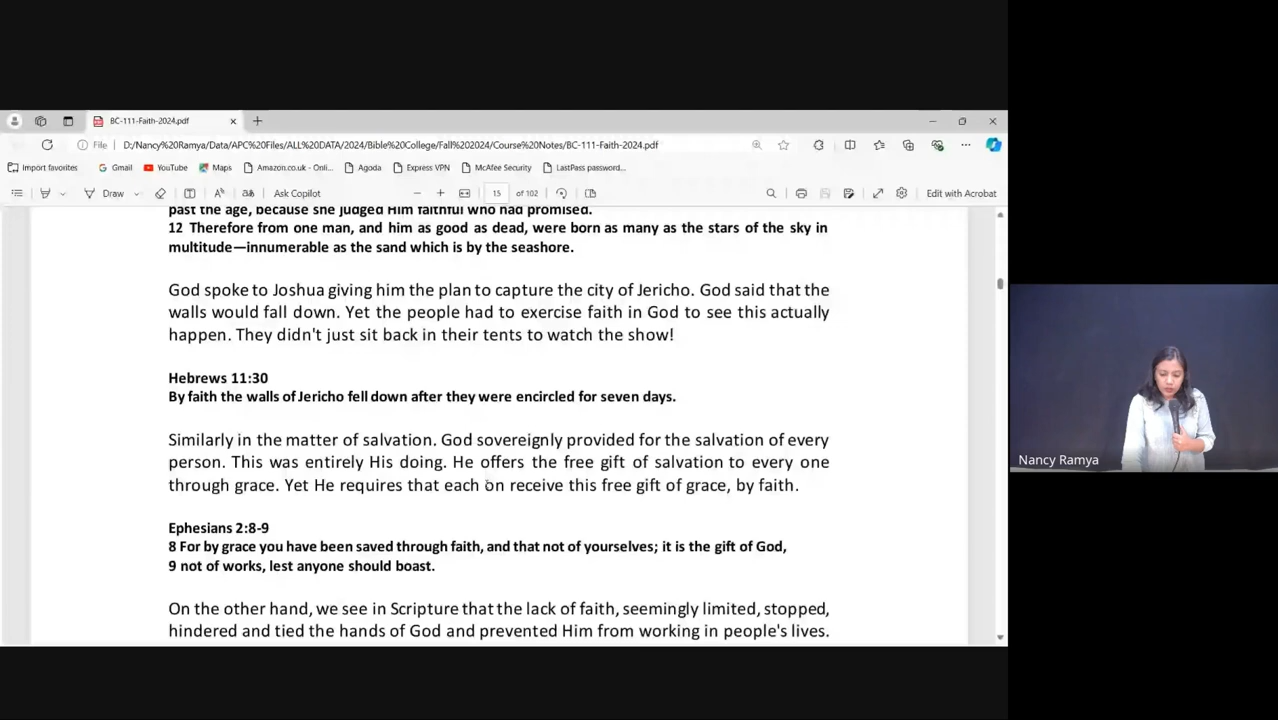 BC-111-Faith-2024.pdf
File D:/Nancy%20Ramya/Data/APC%20Files/ALL%20DATA/2024/Bible%20College/Fall%202024/Course%20Notes/BC-111-Faith-2024.pdf
Import favorites Gmail YouTube Maps Amazon.co.uk - Onli... Agoda Express VPN McAfee Security LastPass password...
Draw Ask Copilot 15 of 102 Edit with Acrobat
past the age, because she judged Him faithful who had promised.
12 Therefore from one man, and him as good as dead, were born as many as the stars of the sky in
multitude—innumerable as the sand which is by the seashore.
God spoke to Joshua giving him the plan to capture the city of Jericho. God said that the
walls would fall down. Yet the people had to exercise faith in God to see this actually
happen. They didn't just sit back in their tents to watch the show!
Hebrews 11:30
By faith the walls of Jericho fell down after they were encircled for seven days.
Similarly in the matter of salvation. God sovereignly provided for the salvation of every
person. This was entirely His doing. He offers the free gift of salvation to every one
through grace. Yet He requires that each on receive this free gift of grace, by faith.
Nancy Ramya
Ephesians 2:8-9
8 For by grace you have been saved through faith, and that not of yourselves; it is the gift of God,
9 not of works, lest anyone should boast.
On the other hand, we see in Scripture that the lack of faith, seemingly limited, stopped,
hindered and tied the hands of God and prevented Him from working in people's lives.